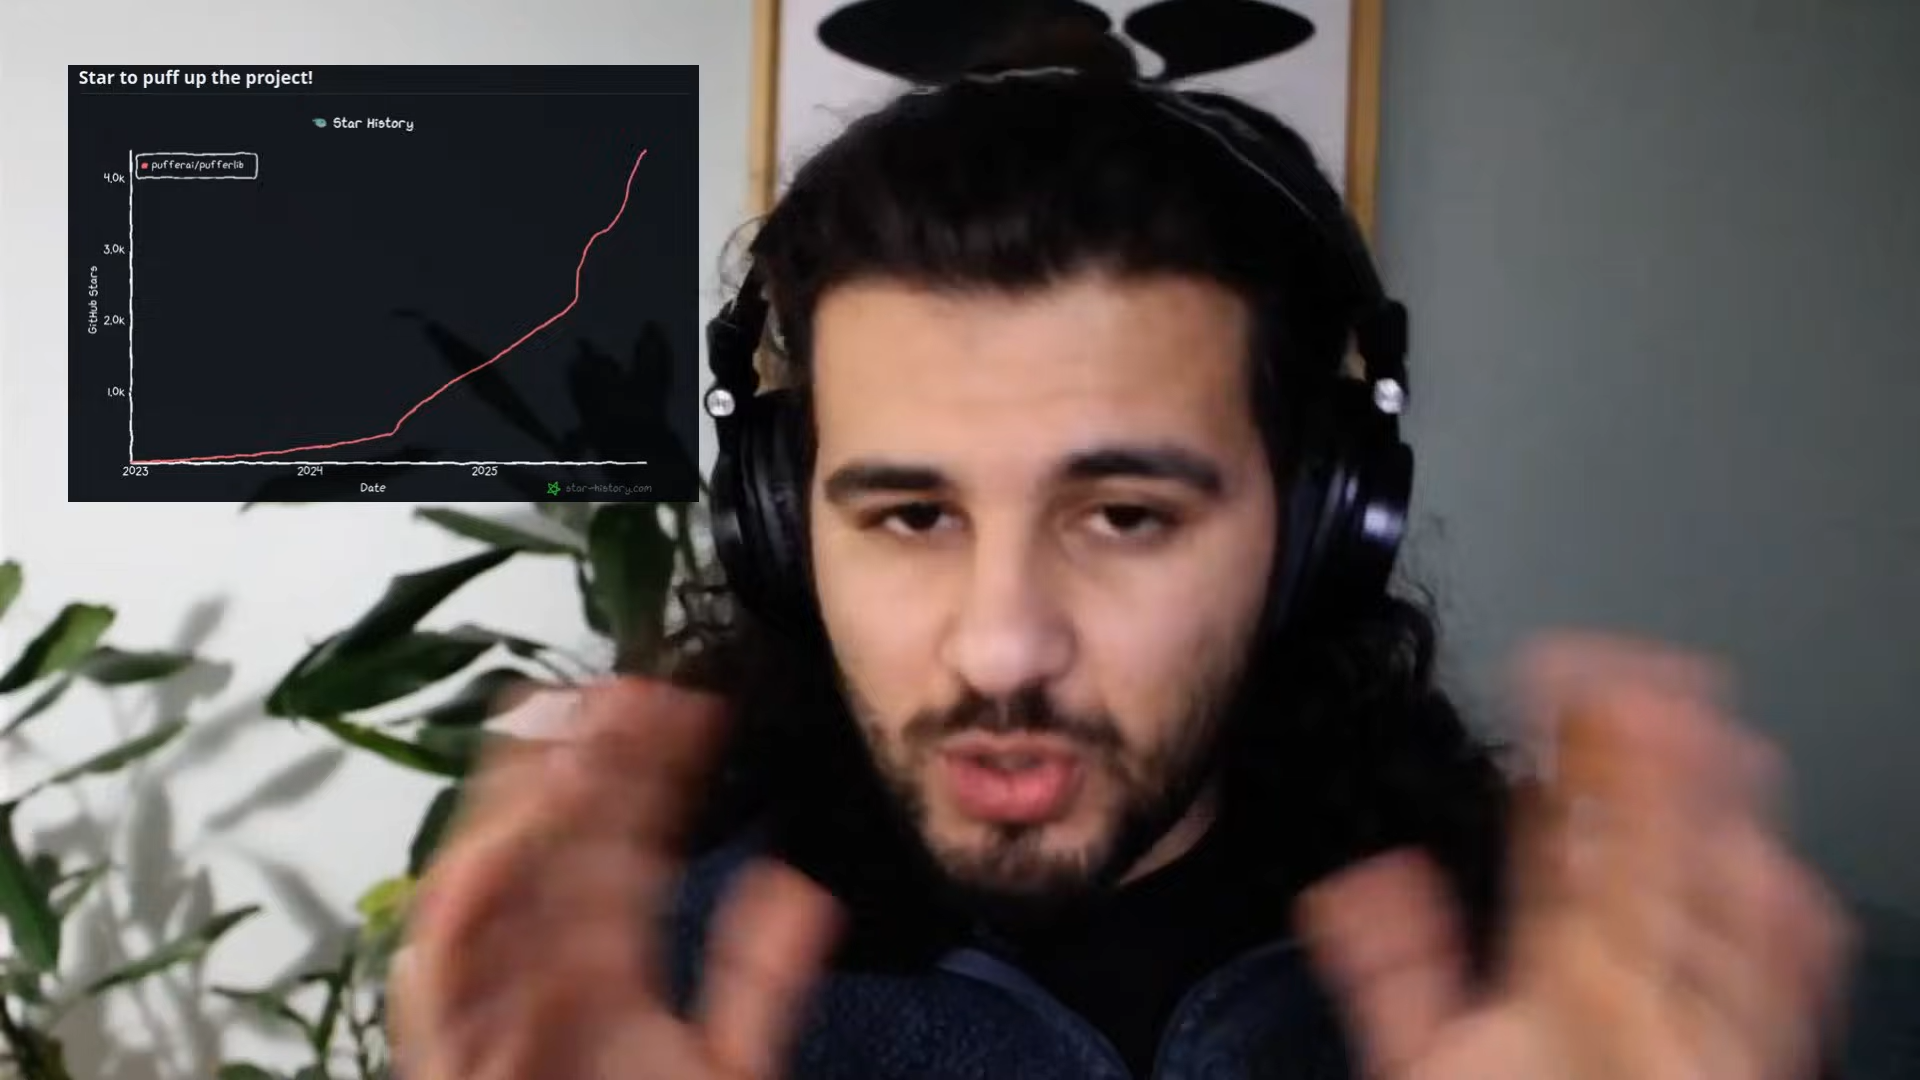 Star to puff up the project!
Star History
pufferai/pufferlib
4.0k
3.0k
2.0k
1.0k
GitHub Stars
2023 2024 2025
Date
star-history.com